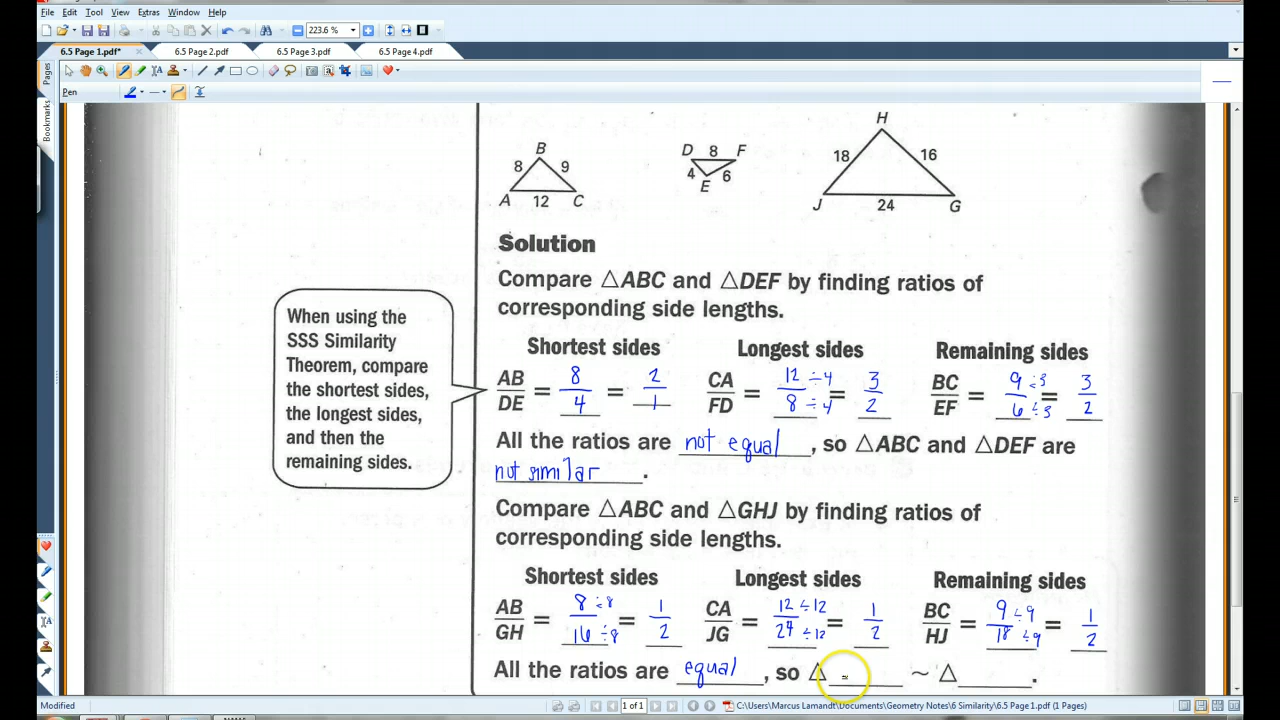 File Edit Tool View Extras Window Help
223.6 %
6.5 Page 1.pdf* 6.5 Page 2.pdf 6.5 Page 3.pdf 6.5 Page 4.pdf
Pen
Pages
Bookmarks
B
8 9
A 12 C
D 8 F
4 6
E
H
18 16
J 24 G
Solution
Compare △ABC and △DEF by finding ratios of
corresponding side lengths.
When using the
SSS Similarity
Theorem, compare
the shortest sides,
the longest sides,
and then the
remaining sides.
Shortest sides Longest sides Remaining sides
AB/DE = 8/4 = 2/1 CA/FD = 12÷4/8÷4 = 3/2 BC/EF = 9÷3/6÷3 = 3/2
All the ratios are not equal, so △ABC and △DEF are
not similar.
Compare △ABC and △GHJ by finding ratios of
corresponding side lengths.
Shortest sides Longest sides Remaining sides
AB/GH = 8÷8/16÷8 = 1/2 CA/JG = 12÷12/24÷12 = 1/2 BC/HJ = 9÷9/18÷9 = 1/2
All the ratios are equal, so △ ____ ~ △ ____.
Modified 1 of 1 C:\Users\Marcus Lamandt\Documents\Geometry Notes\6 Similarity\6.5 Page 1.pdf (1 Pages)